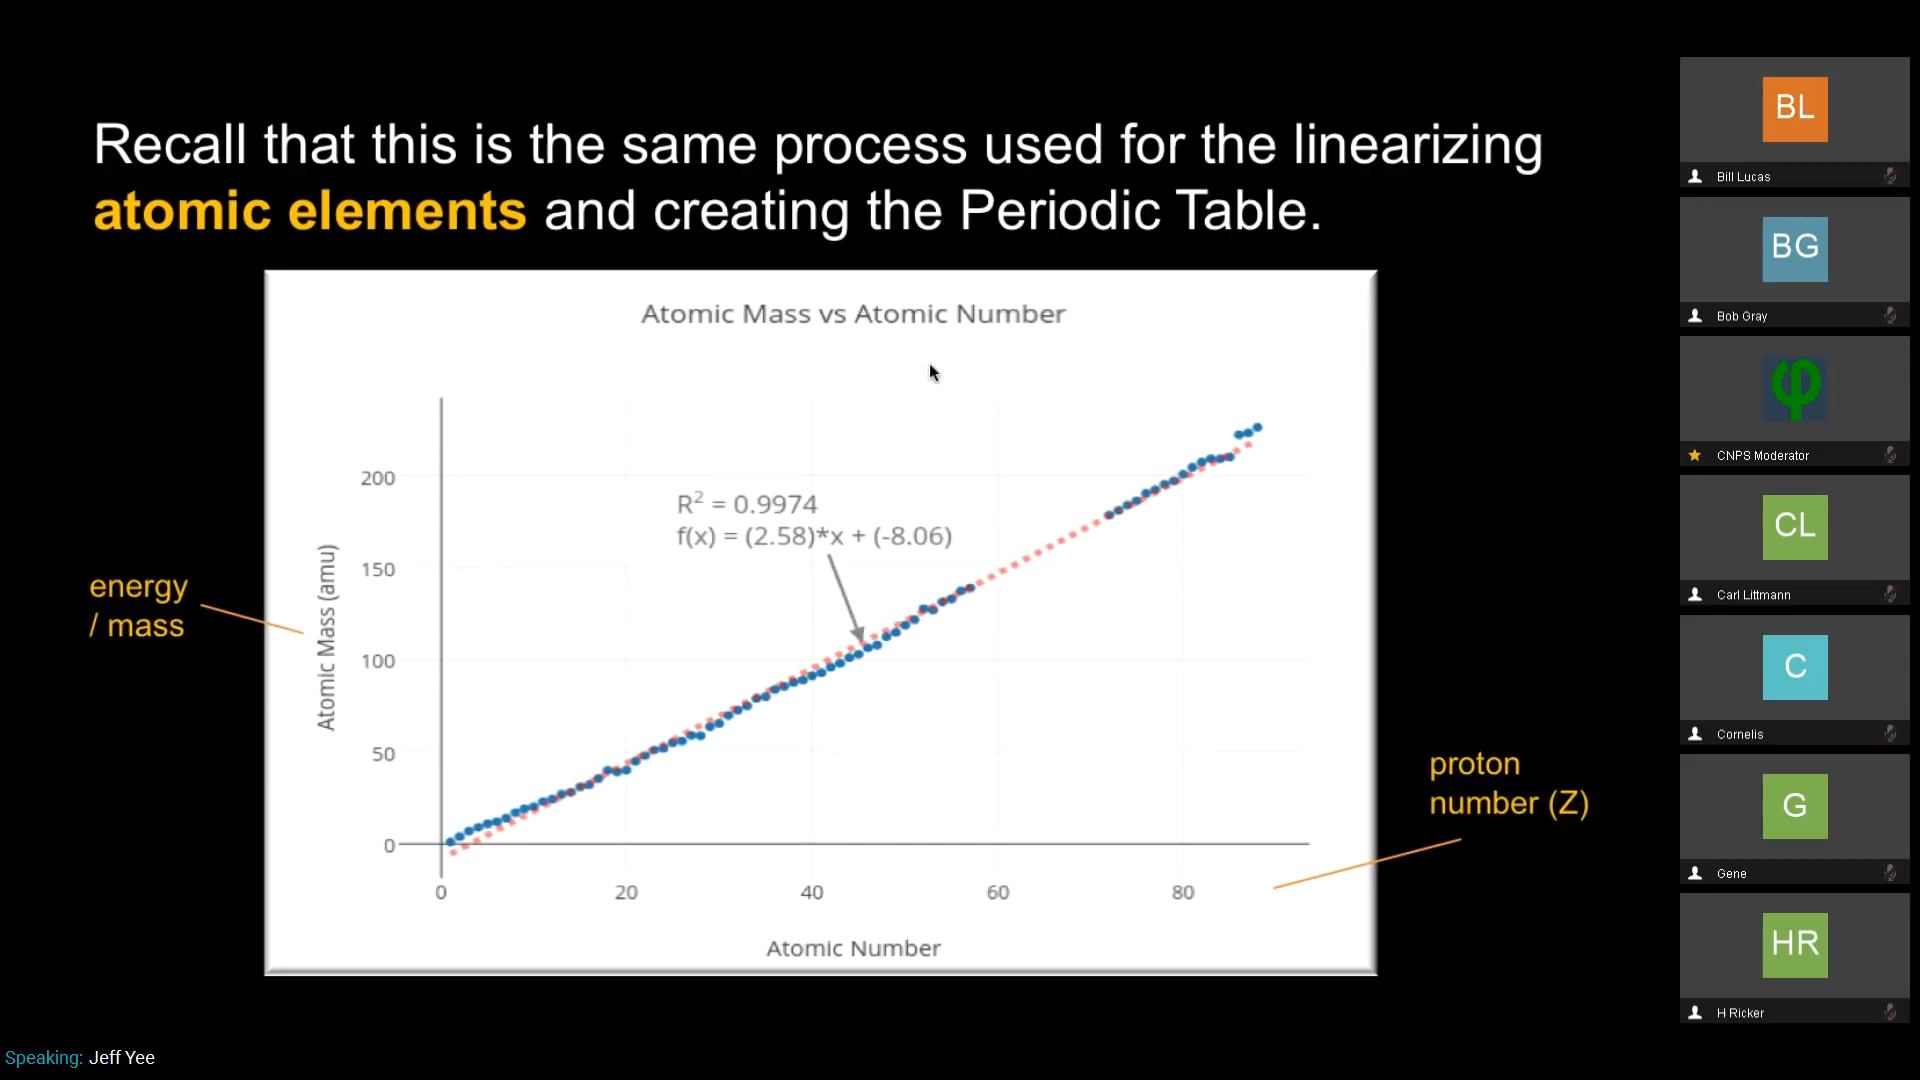 Recall that this is the same process used for the linearizing
atomic elements and creating the Periodic Table.
Atomic Mass vs Atomic Number
R² = 0.9974
f(x) = (2.58)*x + (-8.06)
200
150
100
50
0
Atomic Mass (amu)
0 20 40 60 80
Atomic Number
energy
/ mass
proton
number (Z)
BL
Bill Lucas
BG
Bob Gray
φ
CNPS Moderator
CL
Carl Littmann
C
Cornelis
G
Gene
HR
H Ricker
Speaking: Jeff Yee